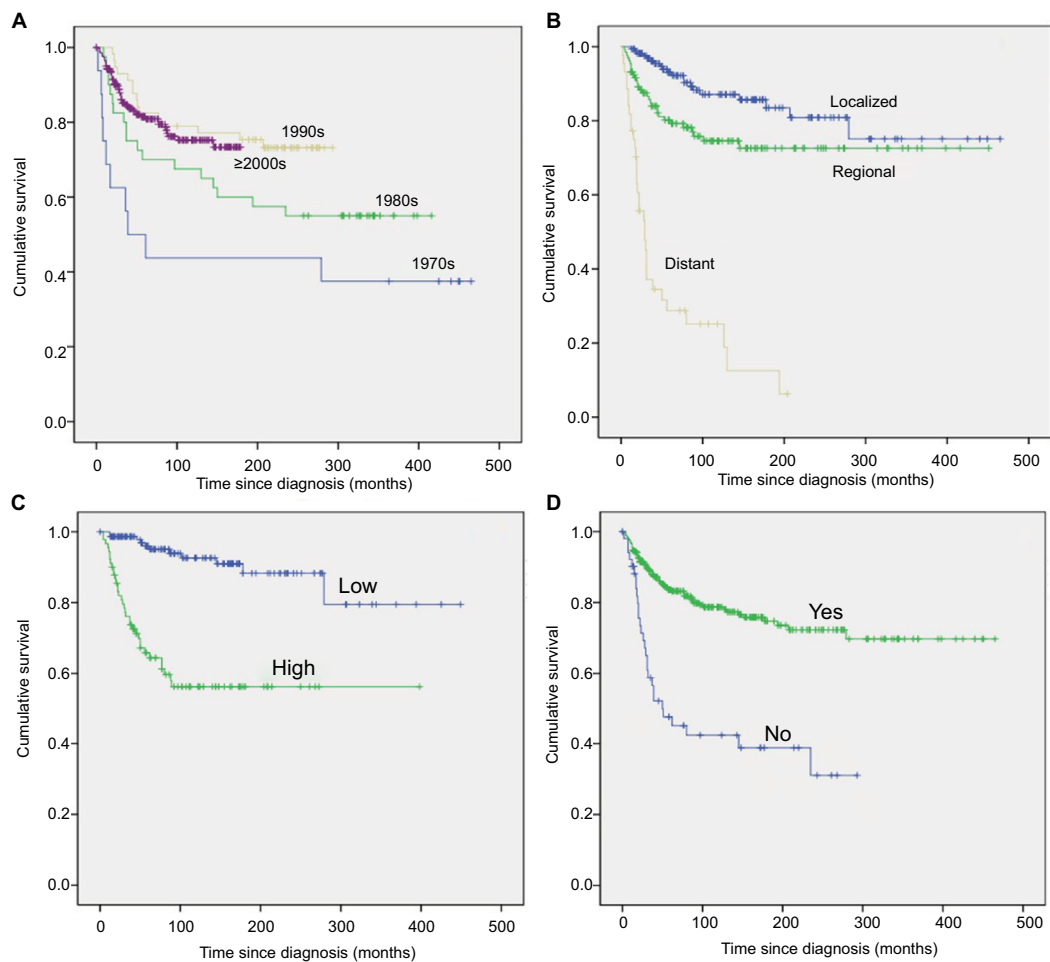 A
Cumulative survival
1.0
0.8
0.6
0.4
0.2
0.0
1990s
≥2000s
1980s
1970s
0 100 200 300 400 500
Time since diagnosis (months)
B
Cumulative survival
1.0
0.8
0.6
0.4
0.2
0.0
Localized
Regional
Distant
0 100 200 300 400 500
Time since diagnosis (months)
C
Cumulative survival
1.0
0.8
0.6
0.4
0.2
0.0
Low
High
0 100 200 300 400 500
Time since diagnosis (months)
D
Cumulative survival
1.0
0.8
0.6
0.4
0.2
0.0
Yes
No
0 100 200 300 400 500
Time since diagnosis (months)